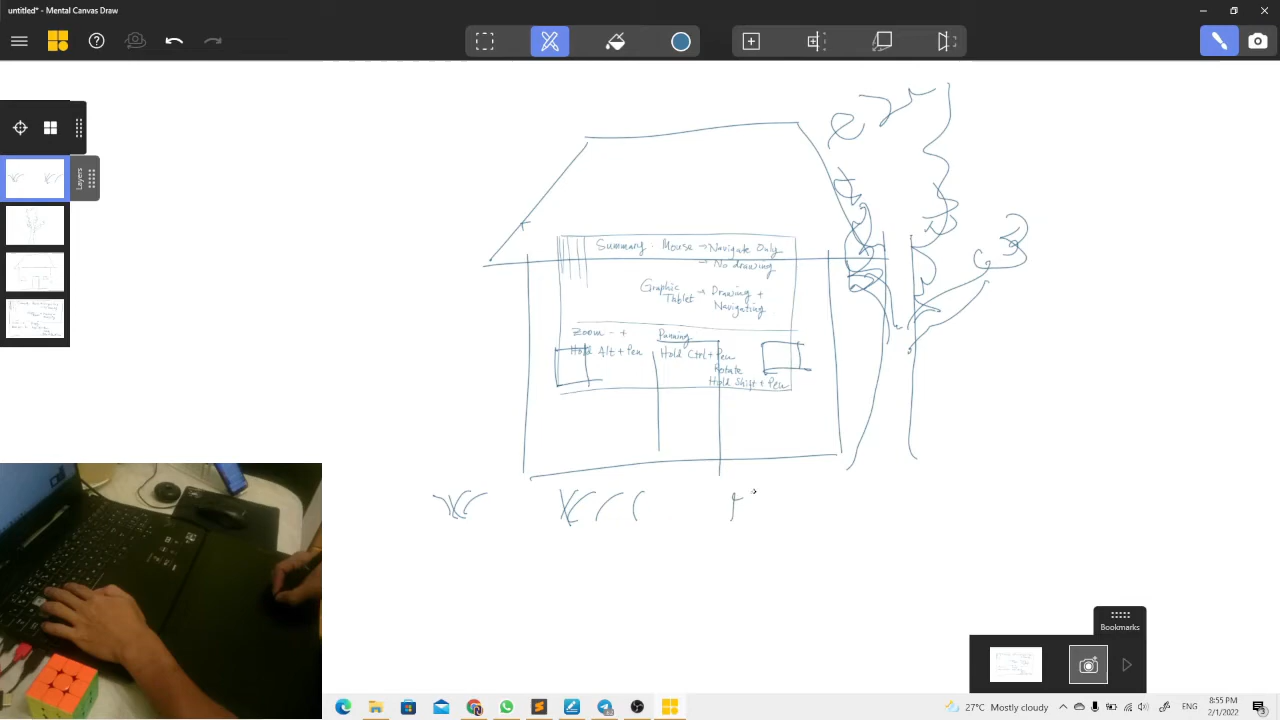 untitled* - Mental Canvas Draw
Layers
Summary : Mouse → Navigate Only
→ No drawing
Graphic
Tablet → Drawing +
Navigating
Zoom - +
Panning
Hold Alt + Pen
Hold Ctrl + Pen
Rotate
Hold Shift + Pen
Bookmarks
27°C Mostly cloudy
8:55 PM
2/1/2022